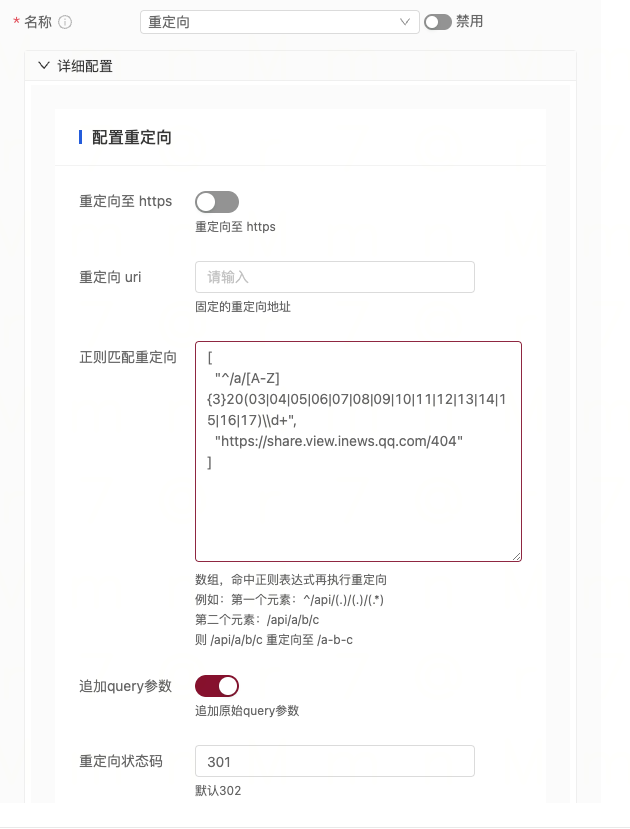 * 名称
重定向
禁用
详细配置
配置重定向
重定向至 https
重定向至 https
重定向 uri
请输入
固定的重定向地址
正则匹配重定向
[
"^/a/[A-Z]
{3}20(03|04|05|06|07|08|09|10|11|12|13|14|1
5|16|17)\\d+",
"https://share.view.inews.qq.com/404"
]
数组，命中正则表达式再执行重定向
例如：第一个元素：^/api/(.)/(.)/(.*)
第二个元素：/api/a/b/c
则 /api/a/b/c 重定向至 /a-b-c
追加query参数
追加原始query参数
重定向状态码
301
默认302